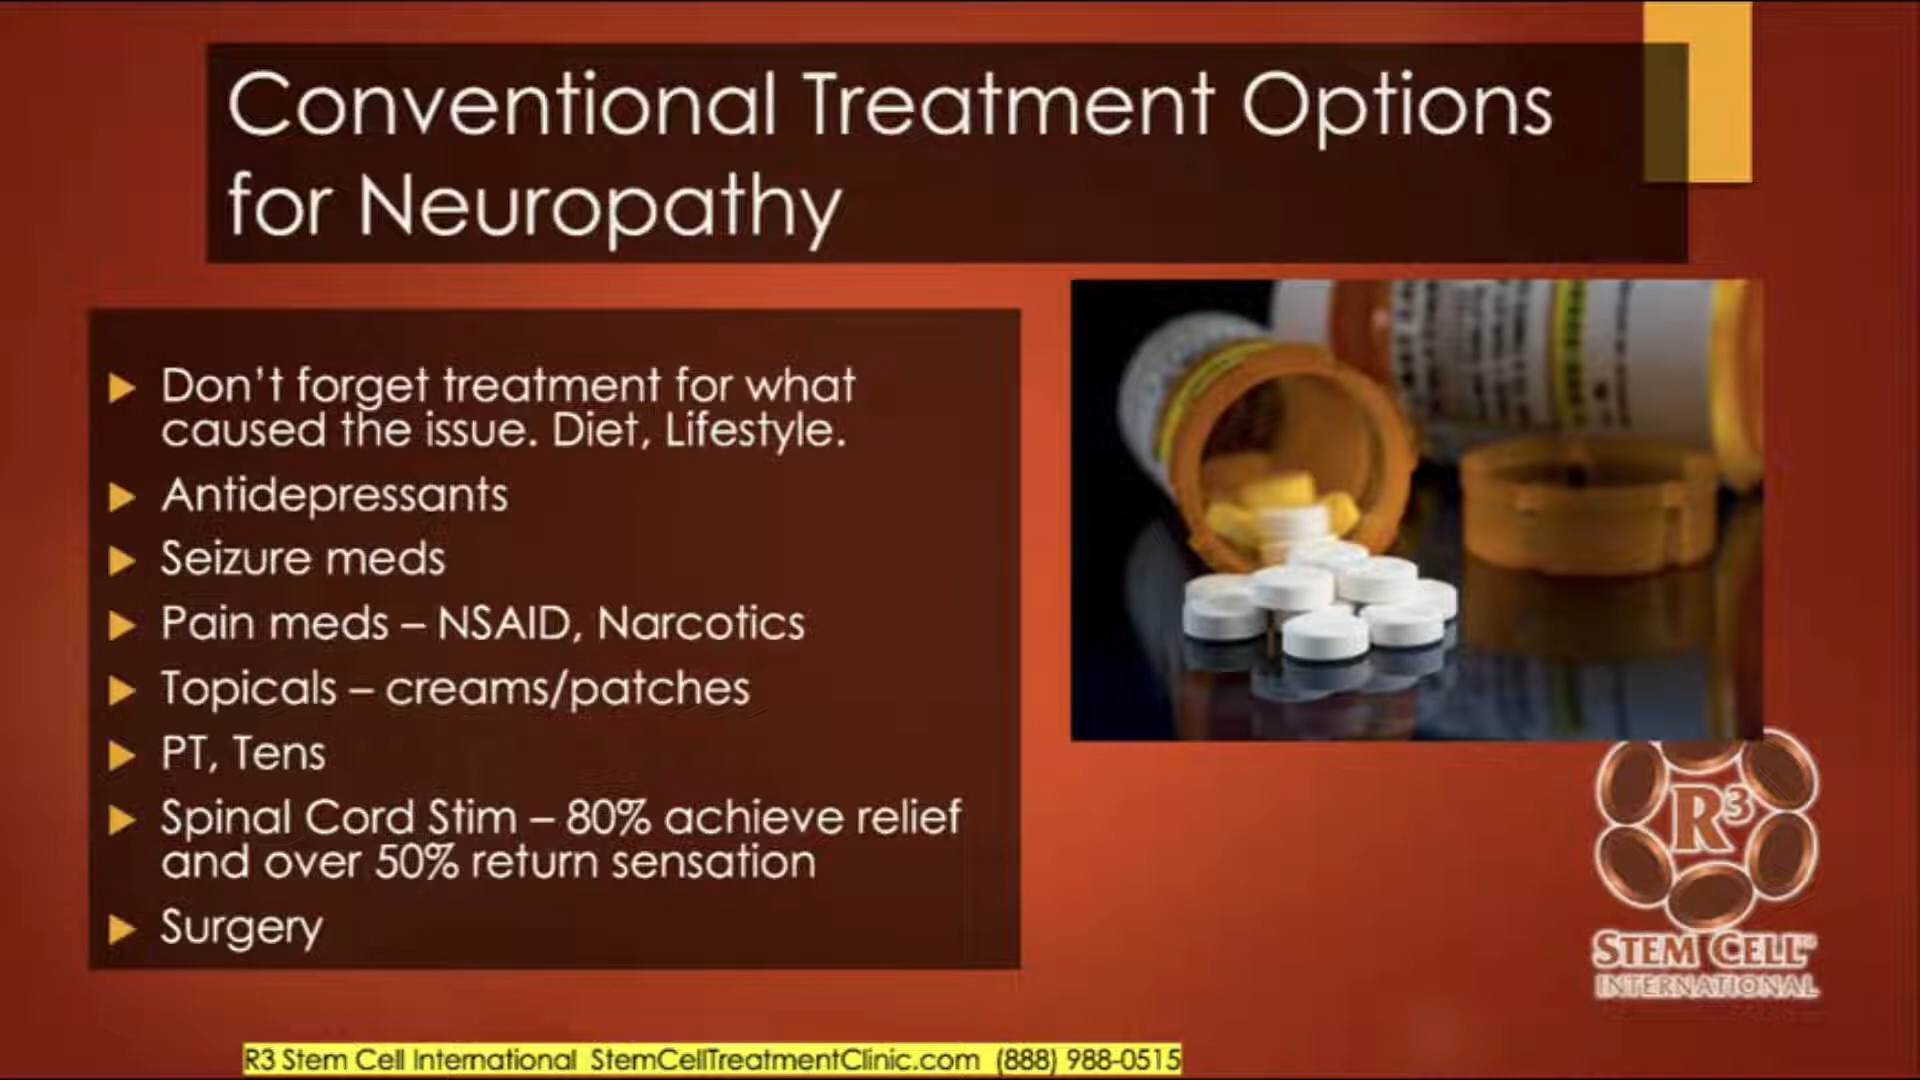 Conventional Treatment Options
for Neuropathy
Don't forget treatment for what
caused the issue. Diet, Lifestyle.
Antidepressants
Seizure meds
Pain meds – NSAID, Narcotics
Topicals – creams/patches
PT, Tens
Spinal Cord Stim – 80% achieve relief
and over 50% return sensation
Surgery
R3
STEM CELL
INTERNATIONAL
R3 Stem Cell International StemCellTreatmentClinic.com (888) 988-0515